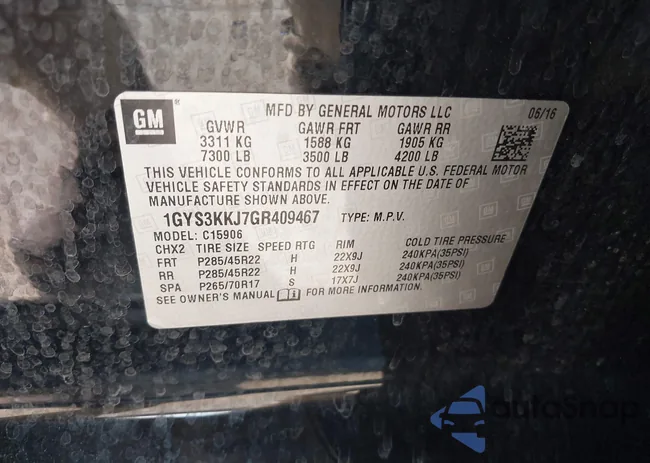 GM ®
MFD BY GENERAL MOTORS LLC 06/16
GVWR GAWR FRT GAWR RR
3311 KG 1588 KG 1905 KG
7300 LB 3500 LB 4200 LB
THIS VEHICLE CONFORMS TO ALL APPLICABLE U.S. FEDERAL MOTOR
VEHICLE SAFETY STANDARDS IN EFFECT ON THE DATE OF
MANUFACTURE SHOWN ABOVE.
1GYS3KKJ7GR409467 TYPE: M.P.V.
MODEL: C15906
CHX2 TIRE SIZE SPEED RTG RIM COLD TIRE PRESSURE
FRT P285/45R22 H 22X9J 240KPA(35PSI)
RR P285/45R22 H 22X9J 240KPA(35PSI)
SPA P265/70R17 S 17X7J 240KPA(35PSI)
SEE OWNER'S MANUAL FOR MORE INFORMATION.
autoSnap